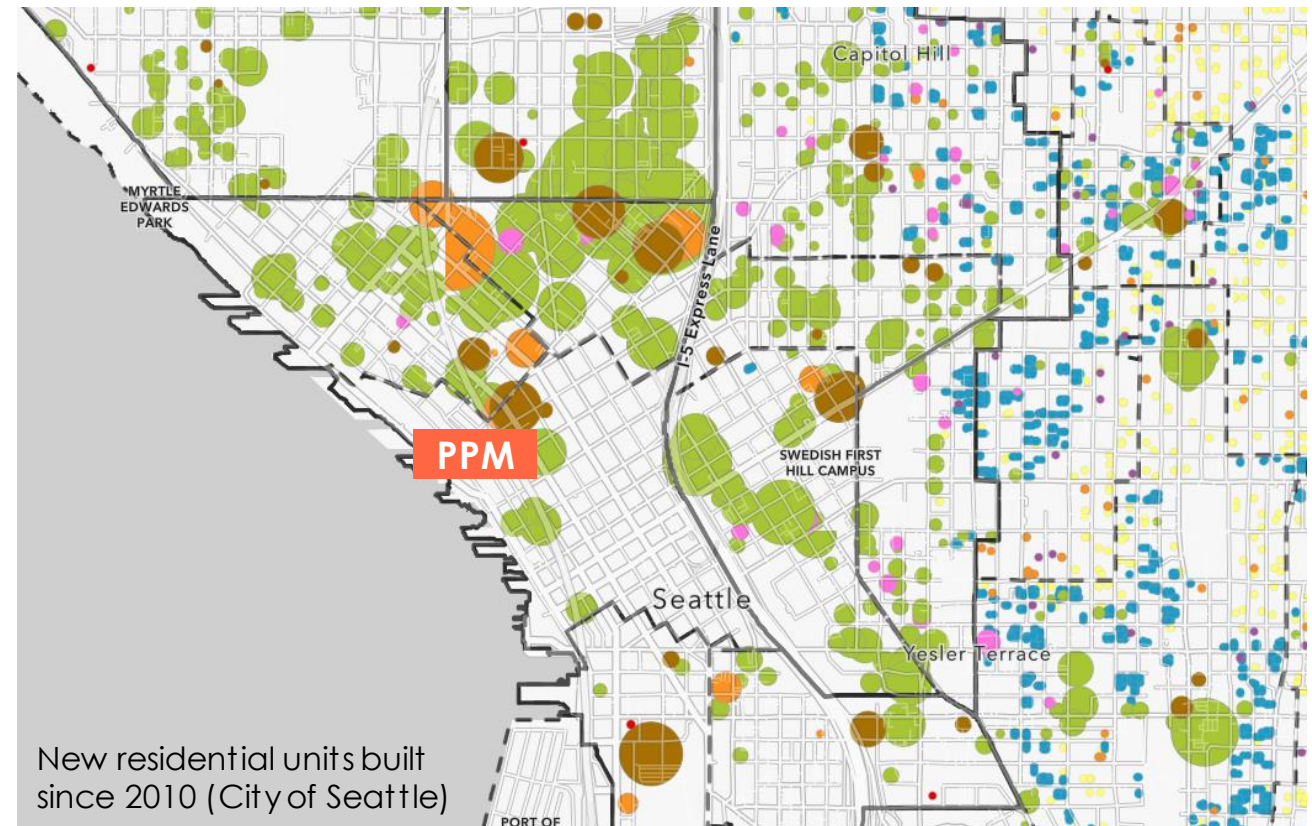 Capitol Hill
MYRTLE
EDWARDS
PARK
I-5 Express Lane
PPM
SWEDISH FIRST
HILL CAMPUS
Seattle
Yesler Terrace
New residential units built
since 2010 (City of Seattle)
PORT OF